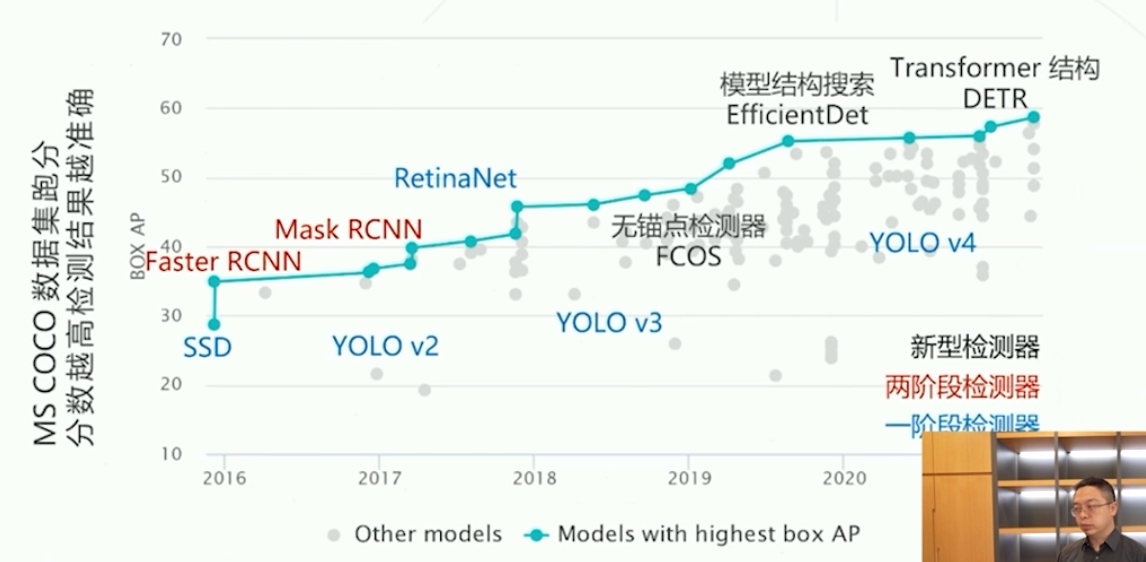 MS COCO 数据集跑分
分数越高检测结果越准确
BOX AP
70
60
50
40
30
20
10
Transformer 结构
DETR
模型结构搜索
EfficientDet
RetinaNet
Mask RCNN
Faster RCNN
无锚点检测器
FCOS
YOLO v4
YOLO v3
SSD
YOLO v2
新型检测器
两阶段检测器
一阶段检测器
2016
2017
2018
2019
2020
Other models
Models with highest box AP